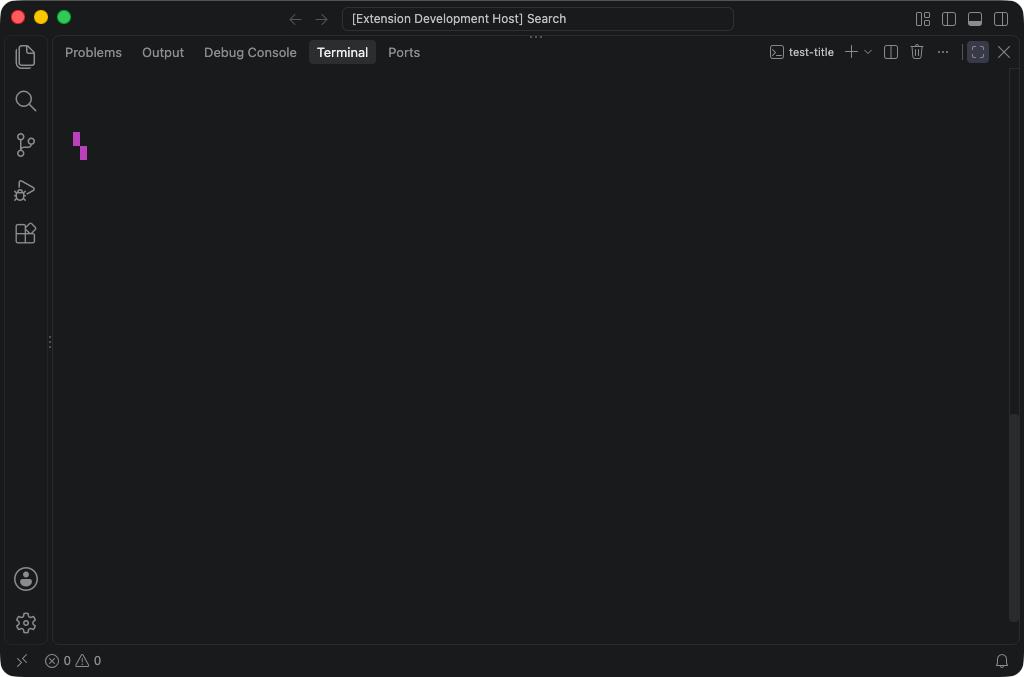 [Extension Development Host] Search
Problems Output Debug Console Terminal Ports test-title
0 0